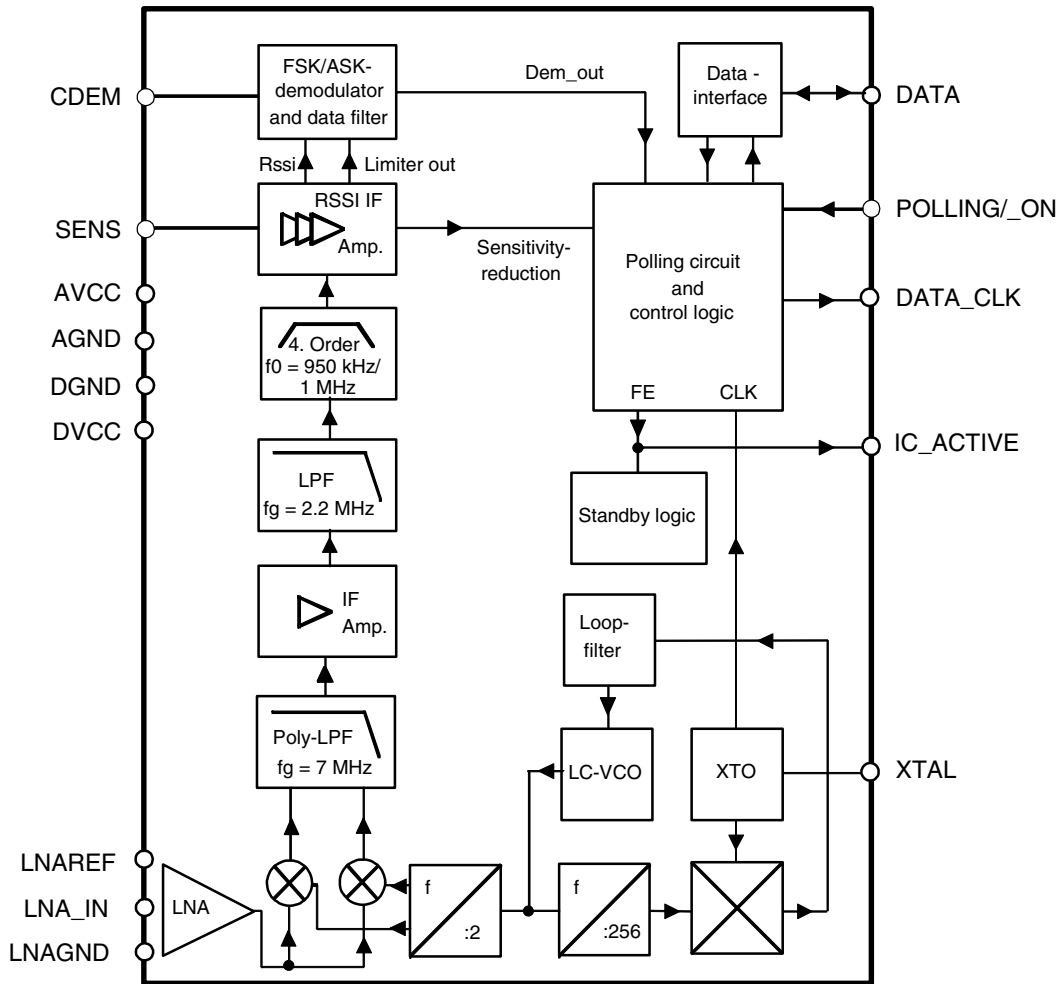 CDEM
FSK/ASK-
demodulator
and data filter
Dem_out
Data -
interface
DATA
Rssi
Limiter out
SENS
RSSI IF
Amp.
Sensitivity-
reduction
Polling circuit
and
control logic
FE
CLK
POLLING/_ON
DATA_CLK
AVCC
AGND
DGND
DVCC
4. Order
f0 = 950 kHz/
1 MHz
IC_ACTIVE
LPF
fg = 2.2 MHz
Standby logic
IF
Amp.
Loop-
filter
Poly-LPF
fg = 7 MHz
LC-VCO
XTO
XTAL
LNAREF
LNA_IN
LNAGND
LNA
f
:2
f
:256